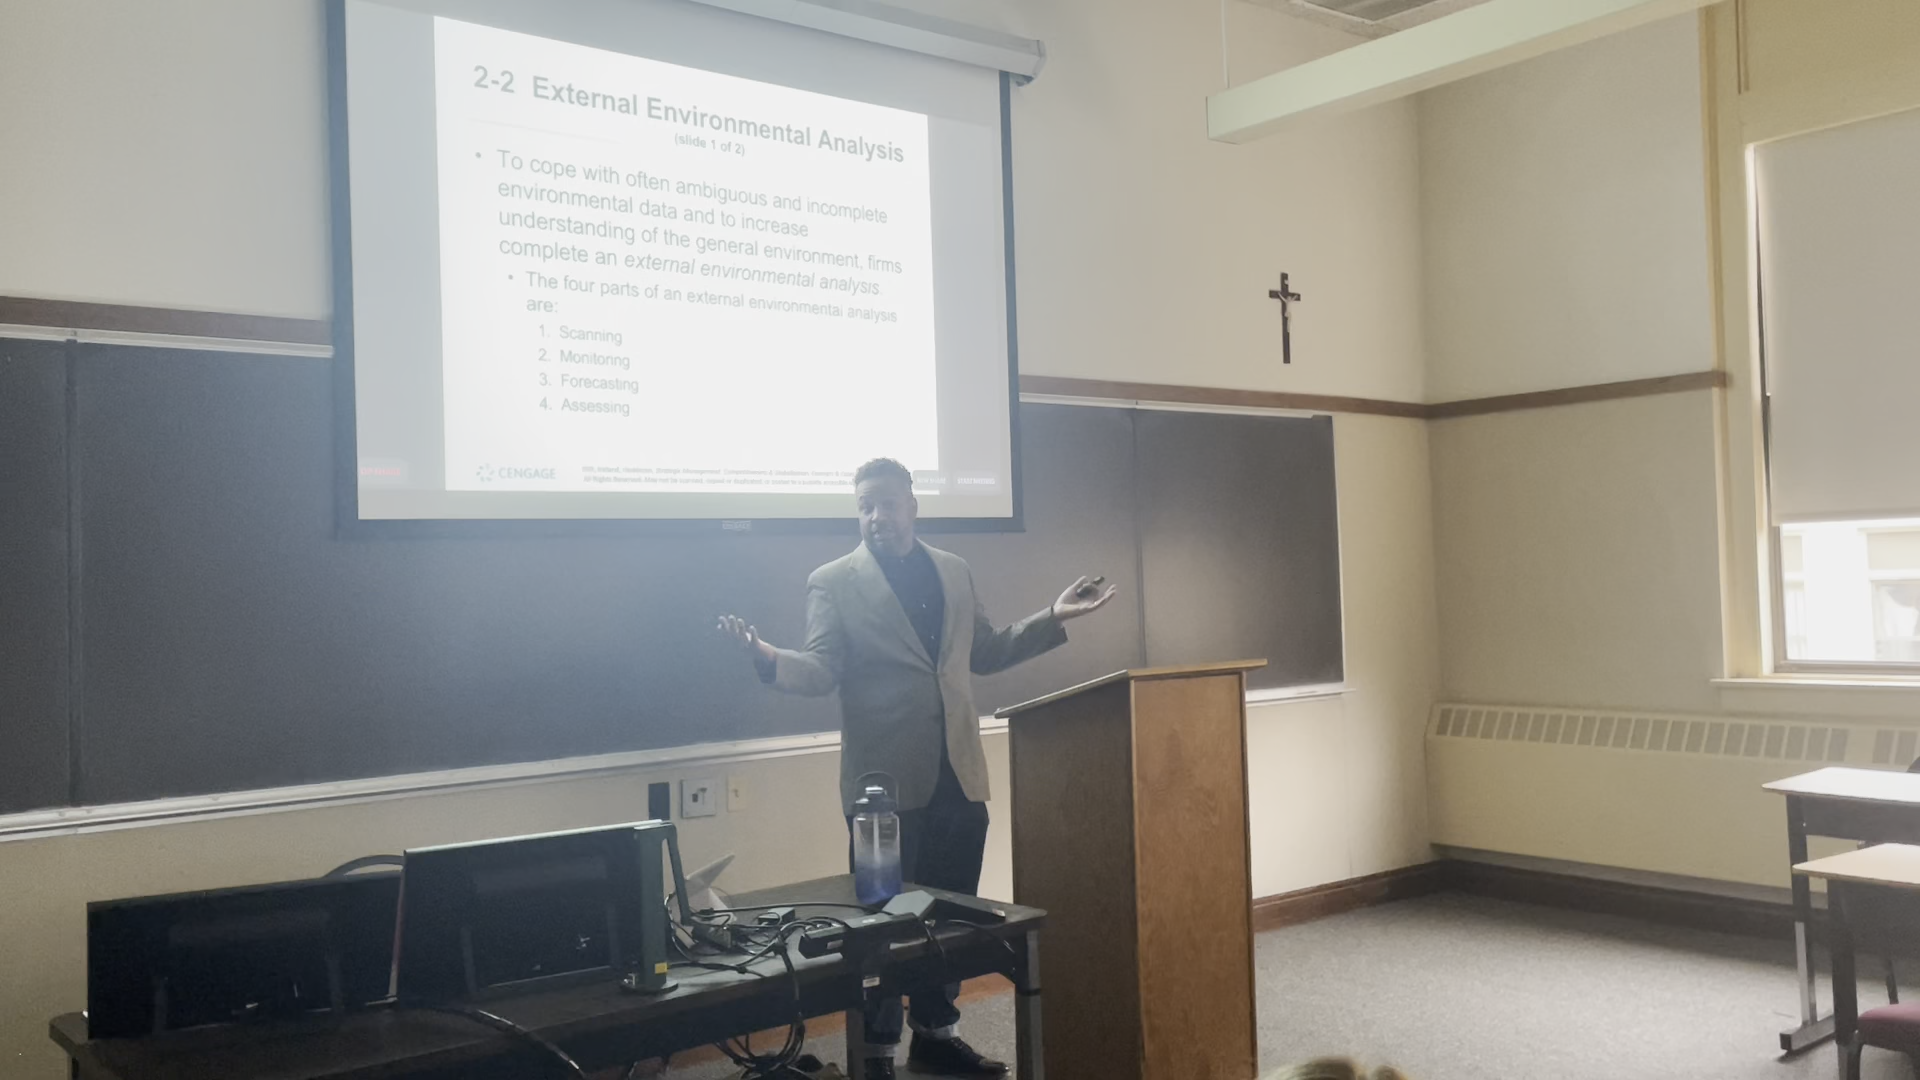 2-2 External Environmental Analysis
(slide 1 of 2)
• To cope with often ambiguous and incomplete
environmental data and to increase
understanding of the general environment, firms
complete an external environmental analysis.
• The four parts of an external environmental analysis
are:
1. Scanning
2. Monitoring
3. Forecasting
4. Assessing
CENGAGE